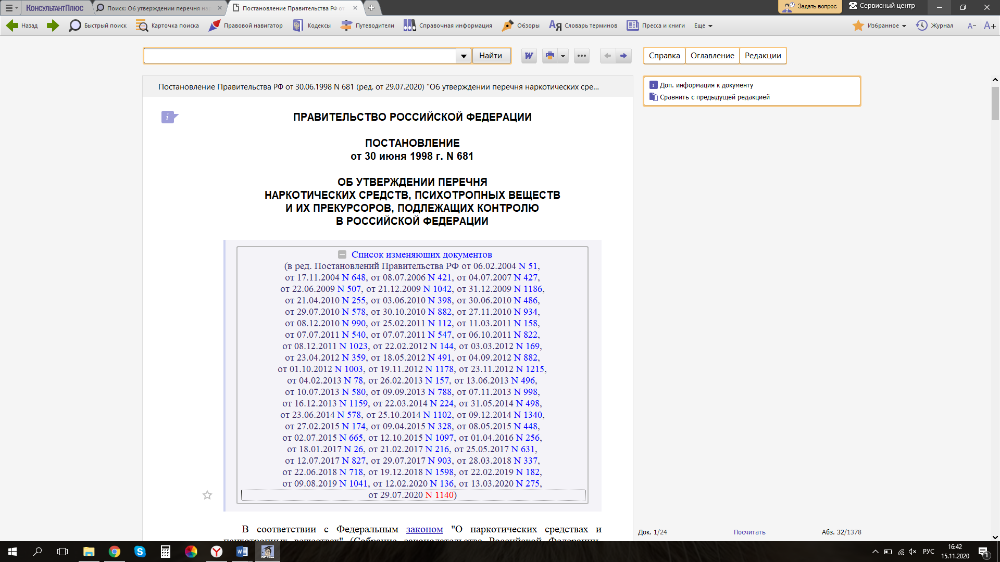 КонсультантПлюс
Поиск: Об утверждении перечня на
Постановление Правительства РФ от
Задать вопрос
Сервисный центр
Назад
Быстрый поиск
Карточка поиска
Правовой навигатор
Кодексы
Путеводители
Справочная информация
Обзоры
Словарь терминов
Пресса и книги
Еще
Избранное
Журнал
A−
A+
Найти
Справка
Оглавление
Редакции
Постановление Правительства РФ от 30.06.1998 N 681 (ред. от 29.07.2020) "Об утверждении перечня наркотических сре...
Доп. информация к документу
Сравнить с предыдущей редакцией
ПРАВИТЕЛЬСТВО РОССИЙСКОЙ ФЕДЕРАЦИИ
ПОСТАНОВЛЕНИЕ
от 30 июня 1998 г. N 681
ОБ УТВЕРЖДЕНИИ ПЕРЕЧНЯ
НАРКОТИЧЕСКИХ СРЕДСТВ, ПСИХОТРОПНЫХ ВЕЩЕСТВ
И ИХ ПРЕКУРСОРОВ, ПОДЛЕЖАЩИХ КОНТРОЛЮ
В РОССИЙСКОЙ ФЕДЕРАЦИИ
Список изменяющих документов
(в ред. Постановлений Правительства РФ от 06.02.2004 N 51,
от 17.11.2004 N 648, от 08.07.2006 N 421, от 04.07.2007 N 427,
от 22.06.2009 N 507, от 21.12.2009 N 1042, от 31.12.2009 N 1186,
от 21.04.2010 N 255, от 03.06.2010 N 398, от 30.06.2010 N 486,
от 29.07.2010 N 578, от 30.10.2010 N 882, от 27.11.2010 N 934,
от 08.12.2010 N 990, от 25.02.2011 N 112, от 11.03.2011 N 158,
от 07.07.2011 N 540, от 07.07.2011 N 547, от 06.10.2011 N 822,
от 08.12.2011 N 1023, от 22.02.2012 N 144, от 03.03.2012 N 169,
от 23.04.2012 N 359, от 18.05.2012 N 491, от 04.09.2012 N 882,
от 01.10.2012 N 1003, от 19.11.2012 N 1178, от 23.11.2012 N 1215,
от 04.02.2013 N 78, от 26.02.2013 N 157, от 13.06.2013 N 496,
от 10.07.2013 N 580, от 09.09.2013 N 788, от 07.11.2013 N 998,
от 16.12.2013 N 1159, от 22.03.2014 N 224, от 31.05.2014 N 498,
от 23.06.2014 N 578, от 25.10.2014 N 1102, от 09.12.2014 N 1340,
от 27.02.2015 N 174, от 09.04.2015 N 328, от 08.05.2015 N 448,
от 02.07.2015 N 665, от 12.10.2015 N 1097, от 01.04.2016 N 256,
от 18.01.2017 N 26, от 21.02.2017 N 216, от 25.05.2017 N 631,
от 12.07.2017 N 827, от 29.07.2017 N 903, от 28.03.2018 N 337,
от 22.06.2018 N 718, от 19.12.2018 N 1598, от 22.02.2019 N 182,
от 09.08.2019 N 1041, от 12.02.2020 N 136, от 13.03.2020 N 275,
от 29.07.2020 N 1140)
В соответствии с Федеральным законом "О наркотических средствах и
психотропных веществах" (Собрание законодательства Российской Федерации,
Док. 1/24
Посчитать
Абз. 32/1378
РУС
16:42
15.11.2020
1